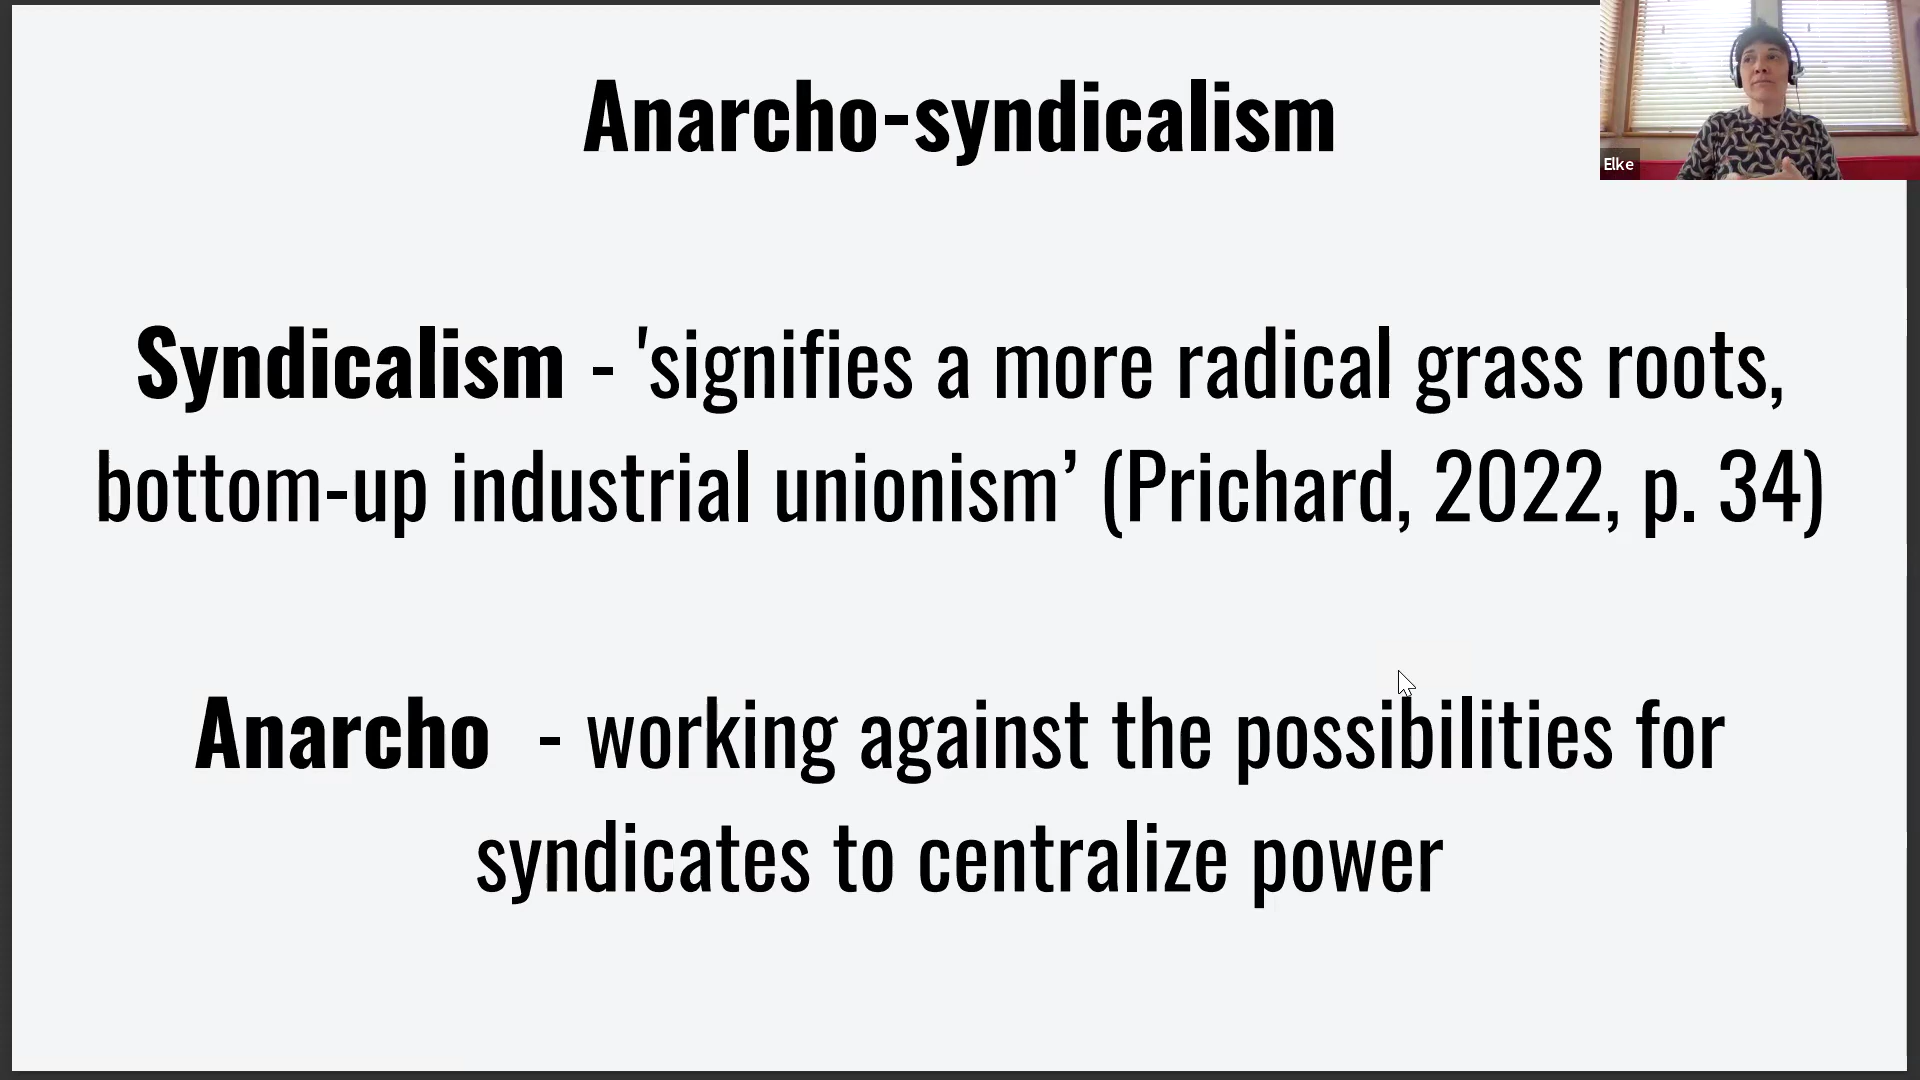 Anarcho-syndicalism
Elke
Syndicalism - 'signifies a more radical grass roots,
bottom-up industrial unionism’ (Prichard, 2022, p. 34)
Anarcho - working against the possibilities for
syndicates to centralize power